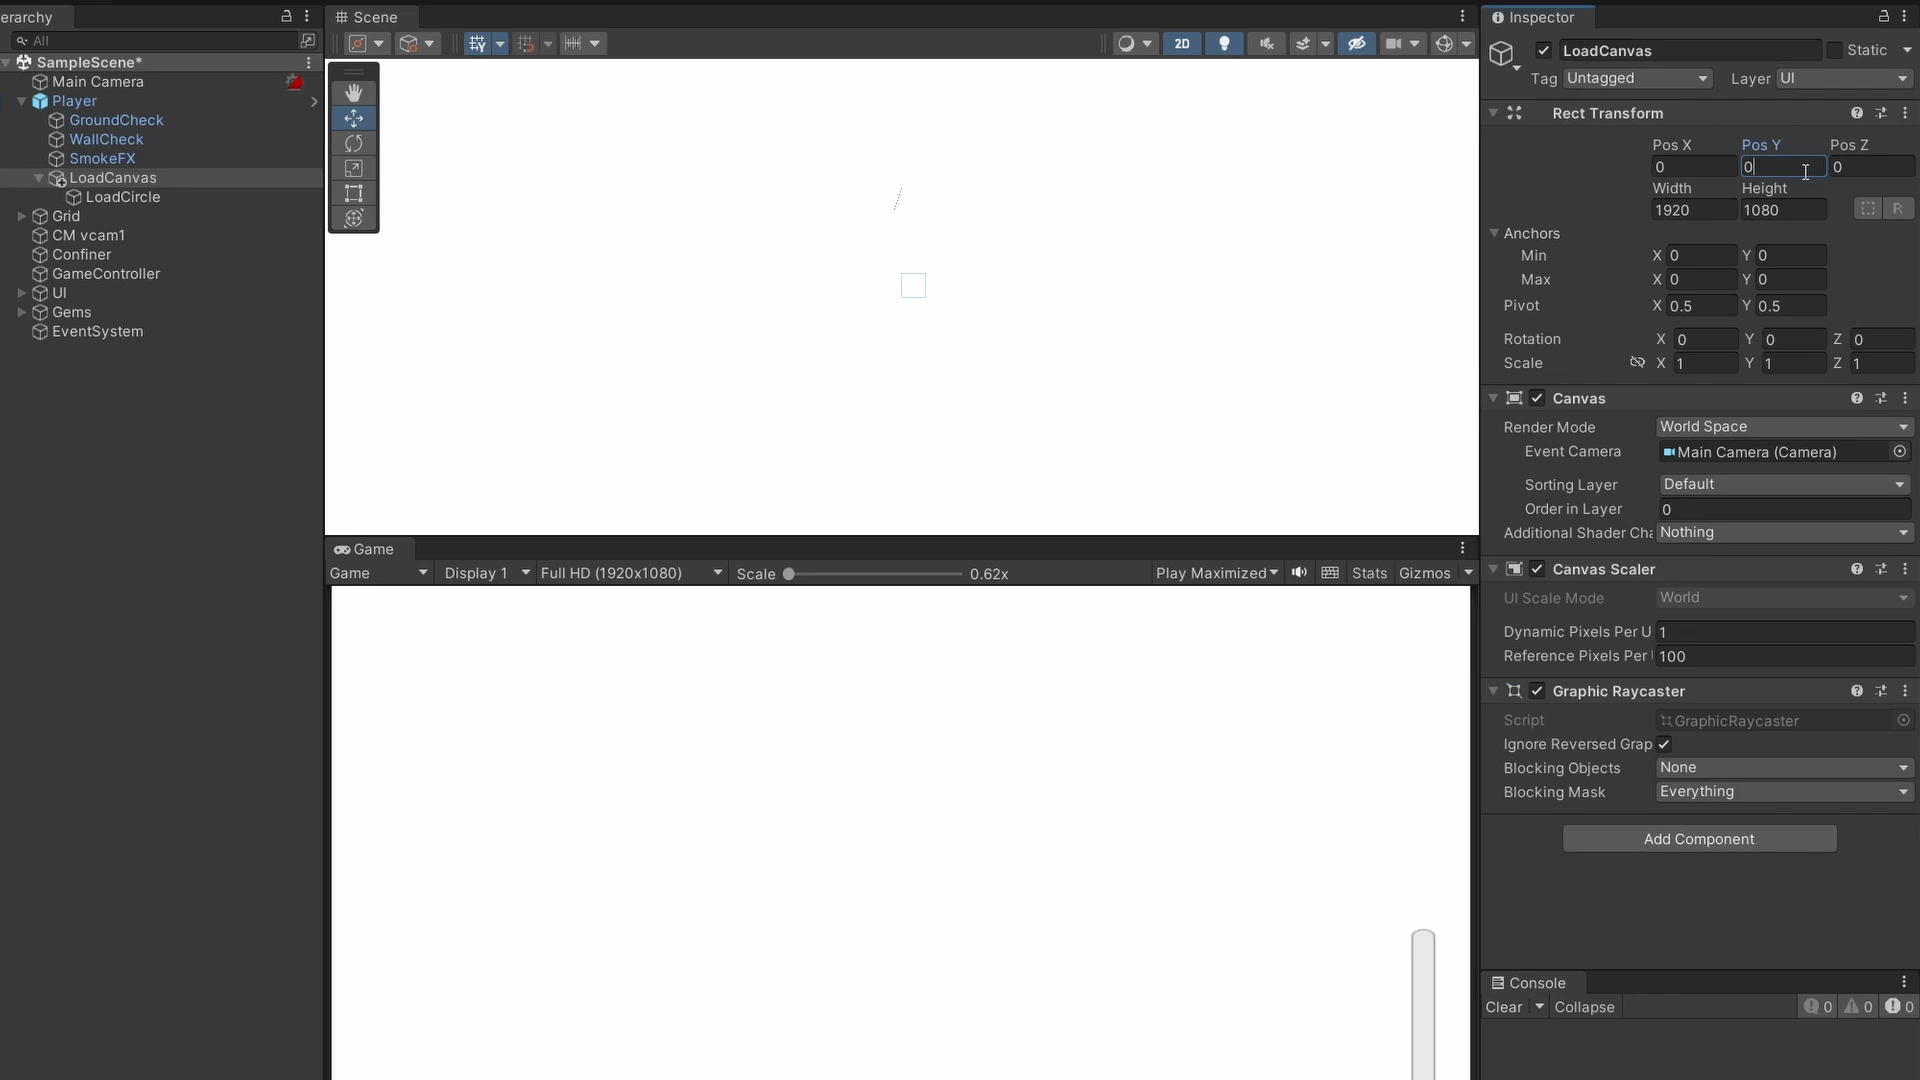 erarchy
All
SampleScene*
Main Camera
Player
GroundCheck
WallCheck
SmokeFX
LoadCanvas
LoadCircle
Grid
CM vcam1
Confiner
GameController
UI
Gems
EventSystem
Scene
2D
Game
Game Display 1 Full HD (1920x1080) Scale 0.62x Play Maximized Stats Gizmos
Inspector
LoadCanvas Static
Tag Untagged Layer UI
Rect Transform
Pos X Pos Y Pos Z
0 0 0
Width Height
1920 1080 R
Anchors
Min X 0 Y 0
Max X 0 Y 0
Pivot X 0.5 Y 0.5
Rotation X 0 Y 0 Z 0
Scale X 1 Y 1 Z 1
Canvas
Render Mode World Space
Event Camera Main Camera (Camera)
Sorting Layer Default
Order in Layer 0
Additional Shader Cha Nothing
Canvas Scaler
UI Scale Mode World
Dynamic Pixels Per U 1
Reference Pixels Per 100
Graphic Raycaster
Script GraphicRaycaster
Ignore Reversed Grap
Blocking Objects None
Blocking Mask Everything
Add Component
Console
Clear Collapse 0 0 0